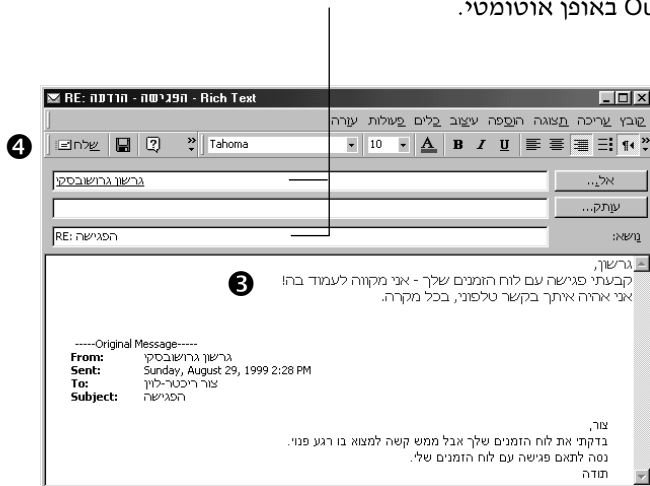 Ou באופן אוטומטי.
RE: הפגישה - הודעה - Rich Text
קובץ עריכה תצוגה הוספה עיצוב כלים פעולות עזרה
❹ שלח Tahoma 10 A B I U
אל... גרשון גרושובסקי
עותק...
נושא: RE: הפגישה
גרשון,
❸ קבעתי פגישה עם לוח הזמנים שלך - אני מקווה לעמוד בה!
אני אהיה איתך בקשר טלפוני, בכל מקרה.
-----Original Message-----
From: גרשון גרושובסקי
Sent: Sunday, August 29, 1999 2:28 PM
To: צור ריכטר-לוין
Subject: הפגישה
צור,
בדקתי את לוח הזמנים שלך אבל ממש קשה למצוא בו רגע פנוי.
נסה לתאם פגישה עם לוח הזמנים שלי.
תודה